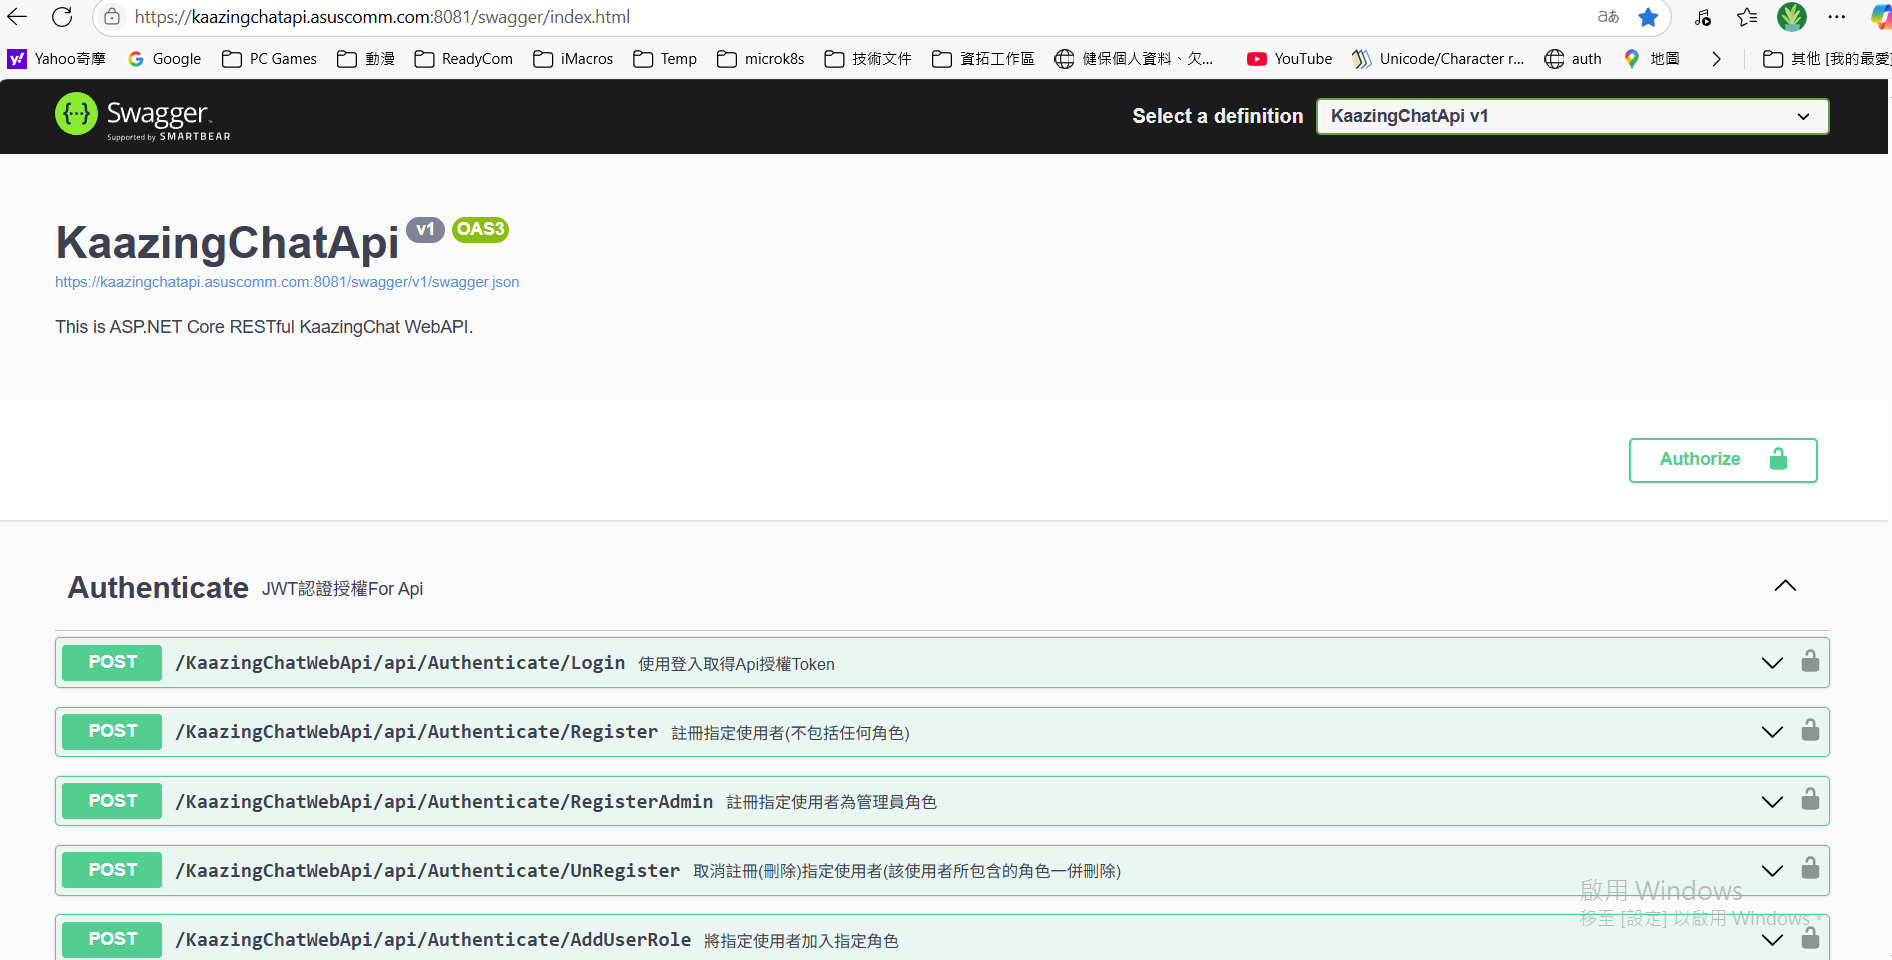 https://kaazingchatapi.asuscomm.com:8081/swagger/index.html
Yahoo奇摩 Google PC Games 動漫 ReadyCom iMacros Temp microk8s 技術文件 資拓工作區 健保個人資料、欠... YouTube Unicode/Character r... auth 地圖 其他 [我的最愛]
Swagger
Supported by SMARTBEAR
Select a definition KaazingChatApi v1
KaazingChatApi v1 OAS3
https://kaazingchatapi.asuscomm.com:8081/swagger/v1/swagger.json
This is ASP.NET Core RESTful KaazingChat WebAPI.
Authorize
Authenticate JWT認證授權For Api
POST /KaazingChatWebApi/api/Authenticate/Login 使用登入取得Api授權Token
POST /KaazingChatWebApi/api/Authenticate/Register 註冊指定使用者(不包括任何角色)
POST /KaazingChatWebApi/api/Authenticate/RegisterAdmin 註冊指定使用者為管理員角色
POST /KaazingChatWebApi/api/Authenticate/UnRegister 取消註冊(刪除)指定使用者(該使用者所包含的角色一併刪除)
啟用 Windows
移至 [設定] 以啟用 Windows。
POST /KaazingChatWebApi/api/Authenticate/AddUserRole 將指定使用者加入指定角色